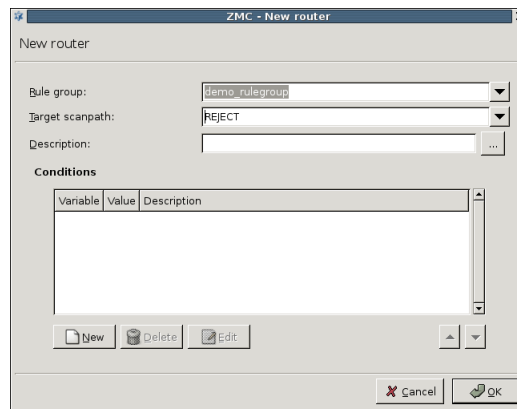 ZMC - New router
New router
Rule group: demo_rulegroup
Target scanpath: REJECT
Description: ...
Conditions
Variable Value Description
New Delete Edit
Cancel OK